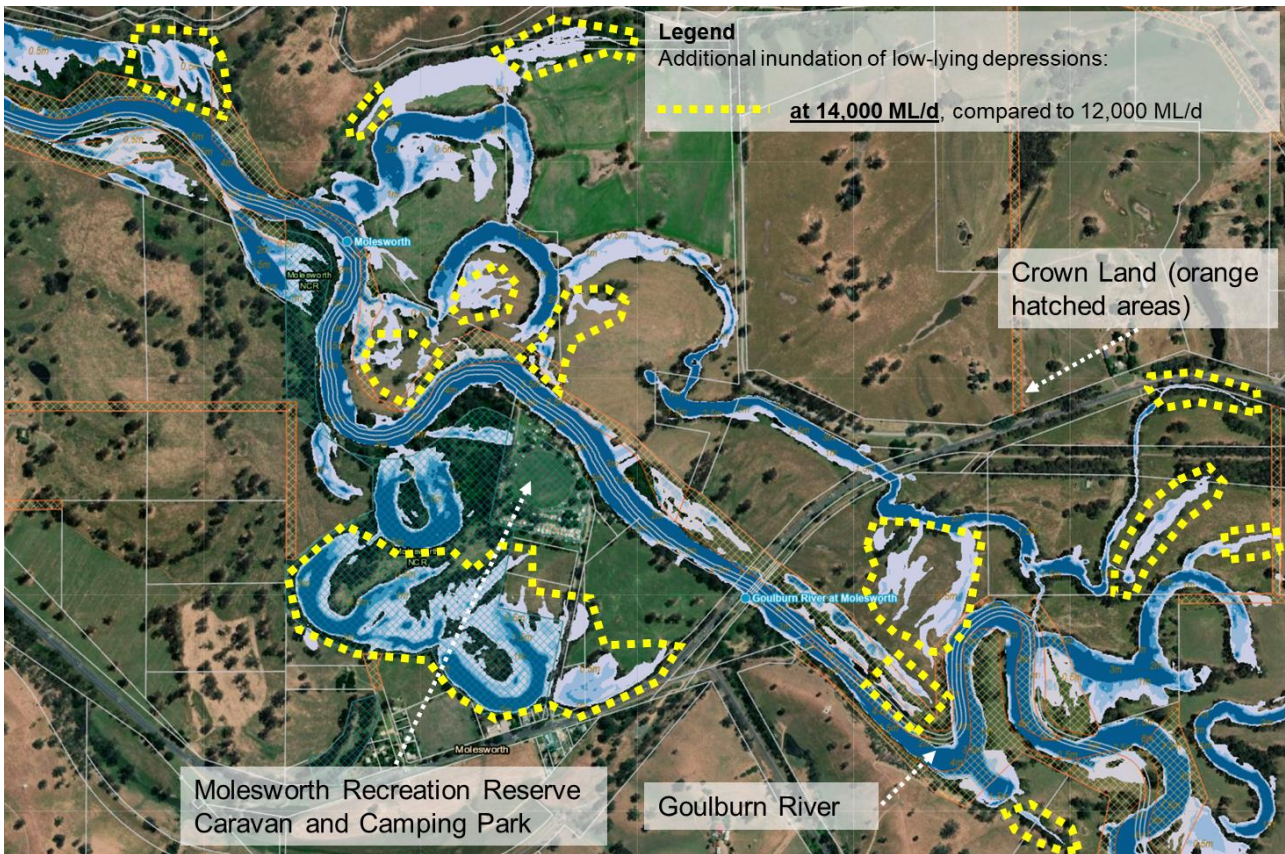 Legend
Additional inundation of low-lying depressions:
at 14,000 ML/d, compared to 12,000 ML/d
Molesworth
Molesworth
NCR
Crown Land (orange
hatched areas)
NCR
Goulburn River at Molesworth
Molesworth
Molesworth Recreation Reserve
Caravan and Camping Park
Goulburn River